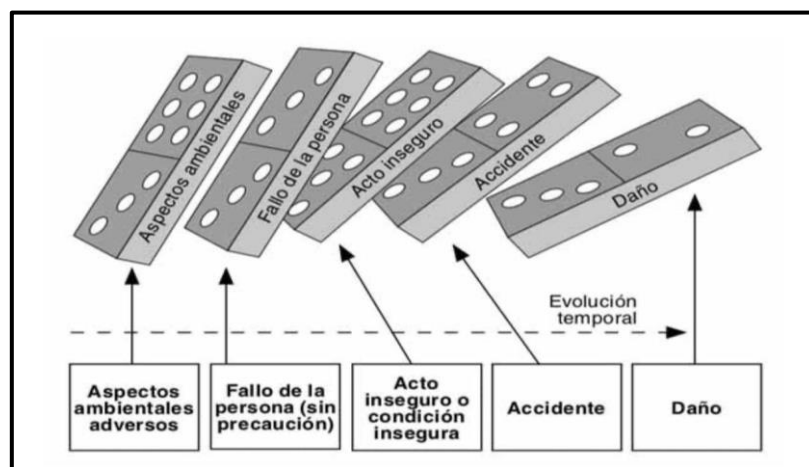 Aspectos ambientales
Fallo de la persona
Acto inseguro
Accidente
Daño
Evolución
temporal
Aspectos
ambientales
adversos
Fallo de la
persona (sin
precaución)
Acto
inseguro o
condición
insegura
Accidente
Daño